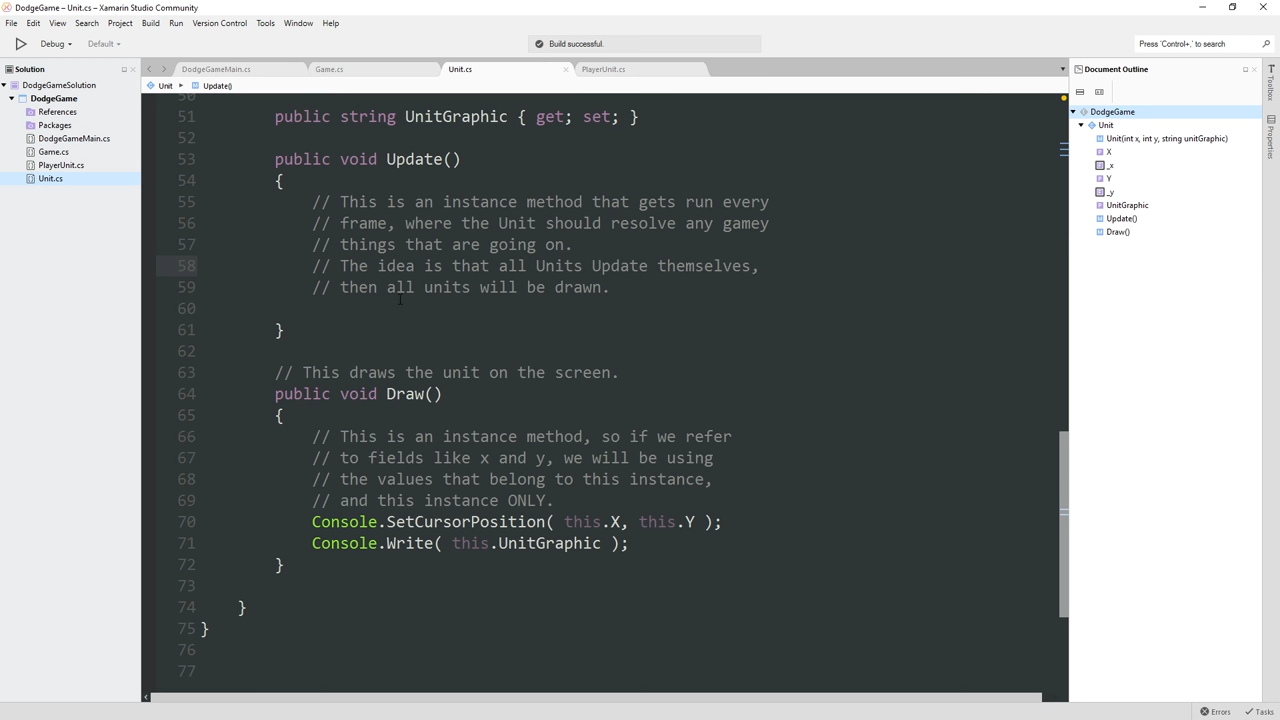 DodgeGame – Unit.cs – Xamarin Studio Community
File Edit View Search Project Build Run Version Control Tools Window Help
Debug Default Build successful. Press 'Control+,' to search
Solution
DodgeGameSolution
DodgeGame
References
Packages
DodgeGameMain.cs
Game.cs
PlayerUnit.cs
Unit.cs
DodgeGameMain.cs Game.cs Unit.cs PlayerUnit.cs
Unit Update()
50
51 public string UnitGraphic { get; set; }
52
53 public void Update()
54 {
55 // This is an instance method that gets run every
56 // frame, where the Unit should resolve any gamey
57 // things that are going on.
58 // The idea is that all Units Update themselves,
59 // then all units will be drawn.
60
61 }
62
63 // This draws the unit on the screen.
64 public void Draw()
65 {
66 // This is an instance method, so if we refer
67 // to fields like x and y, we will be using
68 // the values that belong to this instance,
69 // and this instance ONLY.
70 Console.SetCursorPosition( this.X, this.Y );
71 Console.Write( this.UnitGraphic );
72 }
73
74 }
75 }
76
77
Document Outline
DodgeGame
Unit
Unit(int x, int y, string unitGraphic)
X
_x
Y
_y
UnitGraphic
Update()
Draw()
Toolbox
Properties
Errors Tasks